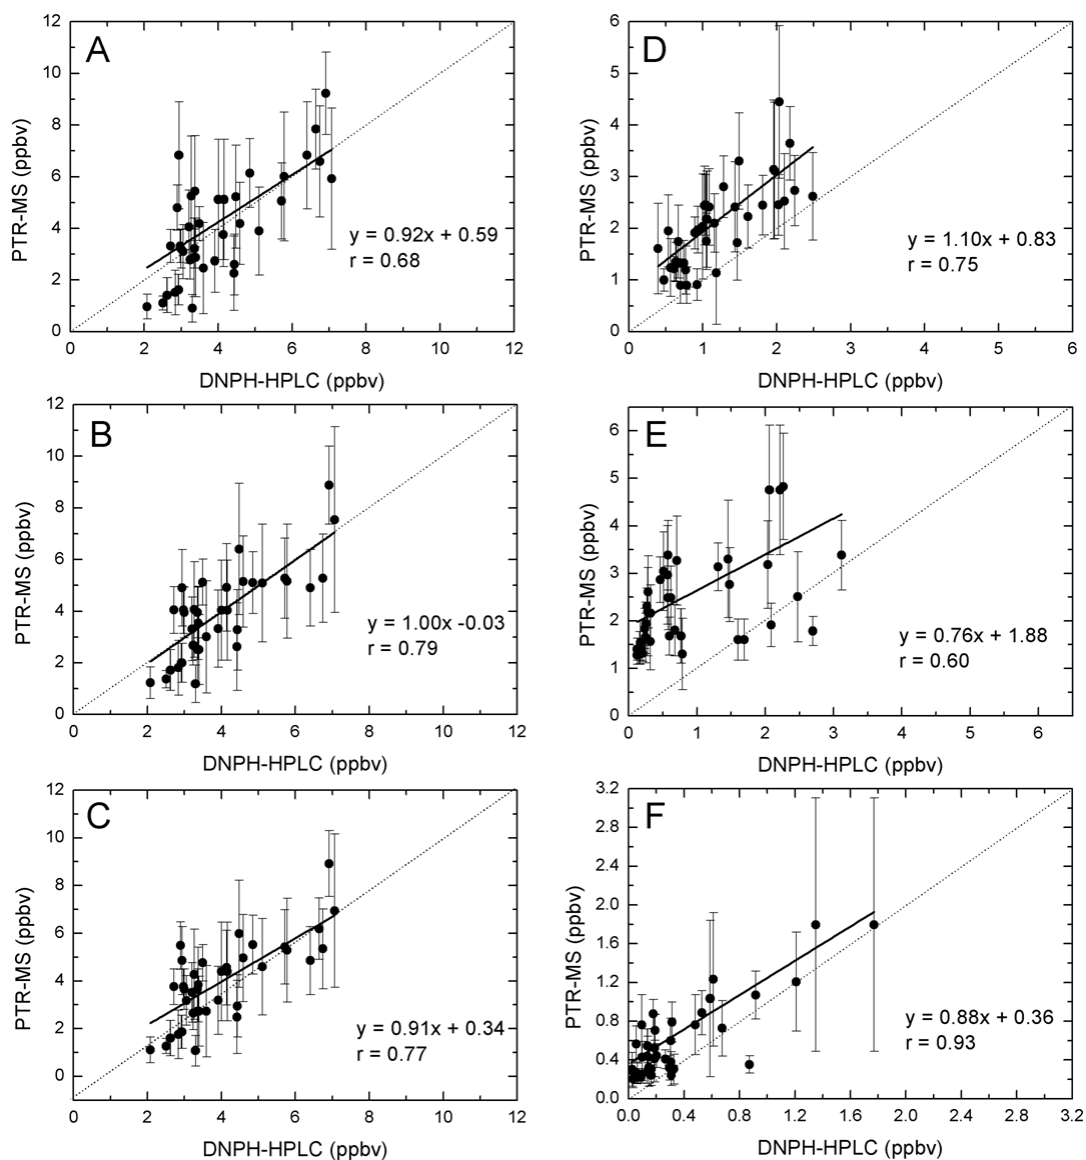 A
12
10
8
6
4
2
0
PTR-MS (ppbv)
y = 0.92x + 0.59
r = 0.68
0 2 4 6 8 10 12
DNPH-HPLC (ppbv)
B
12
10
8
6
4
2
0
PTR-MS (ppbv)
y = 1.00x -0.03
r = 0.79
0 2 4 6 8 10 12
DNPH-HPLC (ppbv)
C
12
10
8
6
4
2
0
PTR-MS (ppbv)
y = 0.91x + 0.34
r = 0.77
0 2 4 6 8 10 12
DNPH-HPLC (ppbv)
D
6
5
4
3
2
1
0
PTR-MS (ppbv)
y = 1.10x + 0.83
r = 0.75
0 1 2 3 4 5 6
DNPH-HPLC (ppbv)
E
6
5
4
3
2
1
0
PTR-MS (ppbv)
y = 0.76x + 1.88
r = 0.60
0 1 2 3 4 5 6
DNPH-HPLC (ppbv)
F
3.2
2.8
2.4
2.0
1.6
1.2
0.8
0.4
0.0
PTR-MS (ppbv)
y = 0.88x + 0.36
r = 0.93
0.0 0.4 0.8 1.2 1.6 2.0 2.4 2.8 3.2
DNPH-HPLC (ppbv)